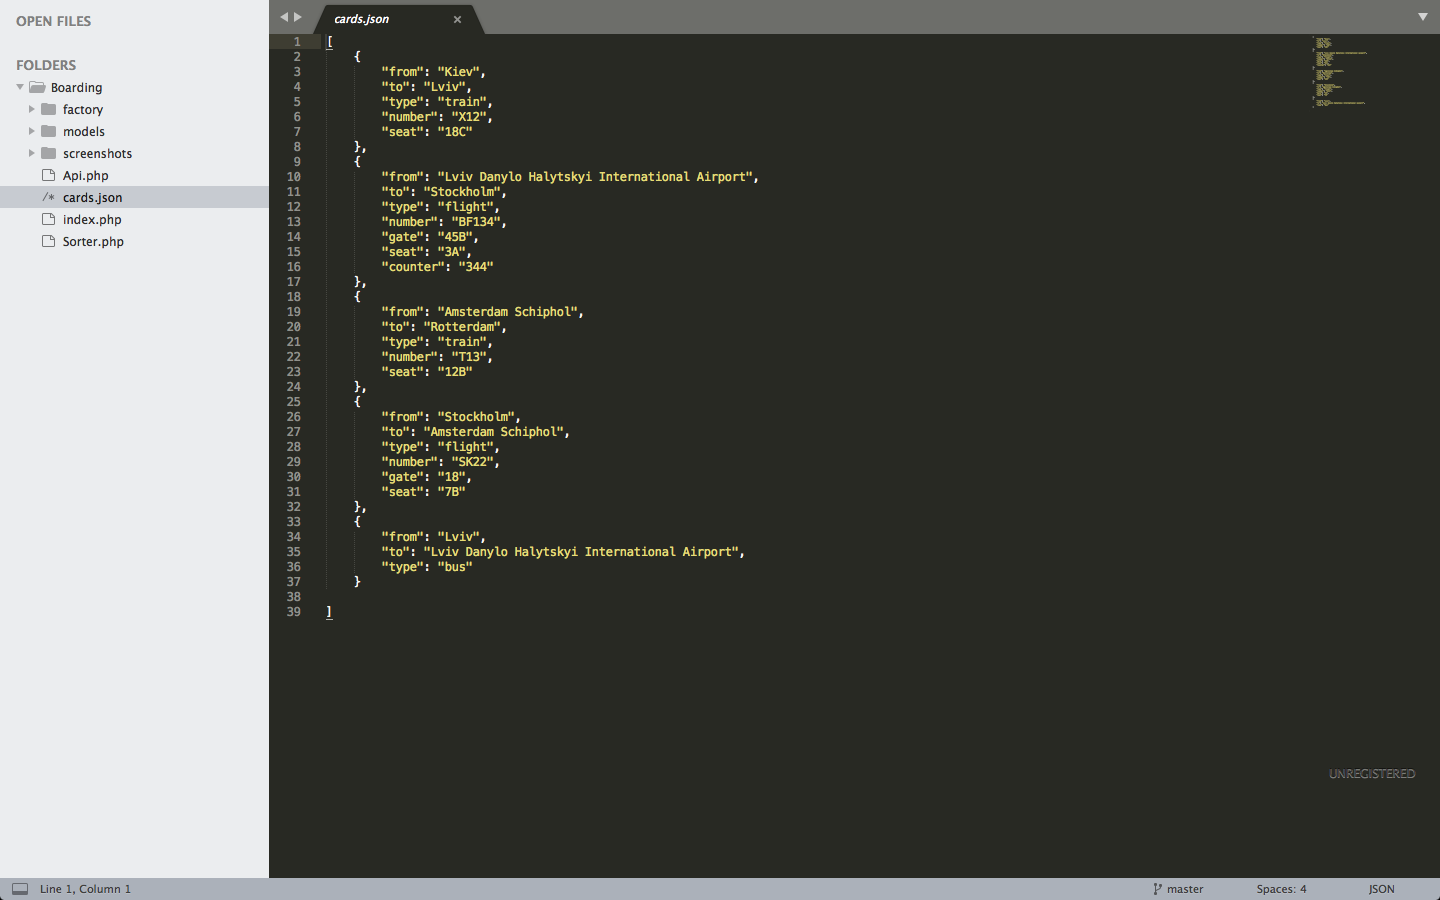 OPEN FILES
FOLDERS
Boarding
factory
models
screenshots
Api.php
/* cards.json
index.php
Sorter.php
cards.json ×
1 [
2 {
3 "from": "Kiev",
4 "to": "Lviv",
5 "type": "train",
6 "number": "X12",
7 "seat": "18C"
8 },
9 {
10 "from": "Lviv Danylo Halytskyi International Airport",
11 "to": "Stockholm",
12 "type": "flight",
13 "number": "BF134",
14 "gate": "45B",
15 "seat": "3A",
16 "counter": "344"
17 },
18 {
19 "from": "Amsterdam Schiphol",
20 "to": "Rotterdam",
21 "type": "train",
22 "number": "T13",
23 "seat": "12B"
24 },
25 {
26 "from": "Stockholm",
27 "to": "Amsterdam Schiphol",
28 "type": "flight",
29 "number": "SK22",
30 "gate": "18",
31 "seat": "7B"
32 },
33 {
34 "from": "Lviv",
35 "to": "Lviv Danylo Halytskyi International Airport",
36 "type": "bus"
37 }
38
39 ]
UNREGISTERED
Line 1, Column 1
master
Spaces: 4
JSON